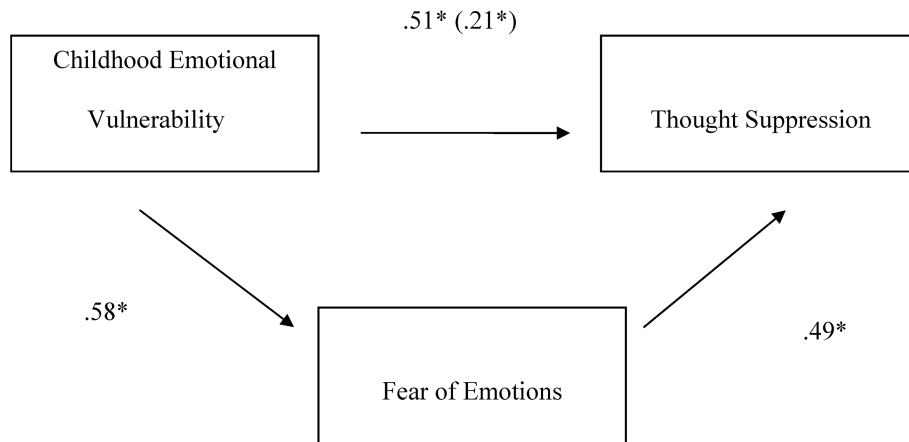 .51* (.21*)
Childhood Emotional
Vulnerability
Thought Suppression
.58*
.49*
Fear of Emotions